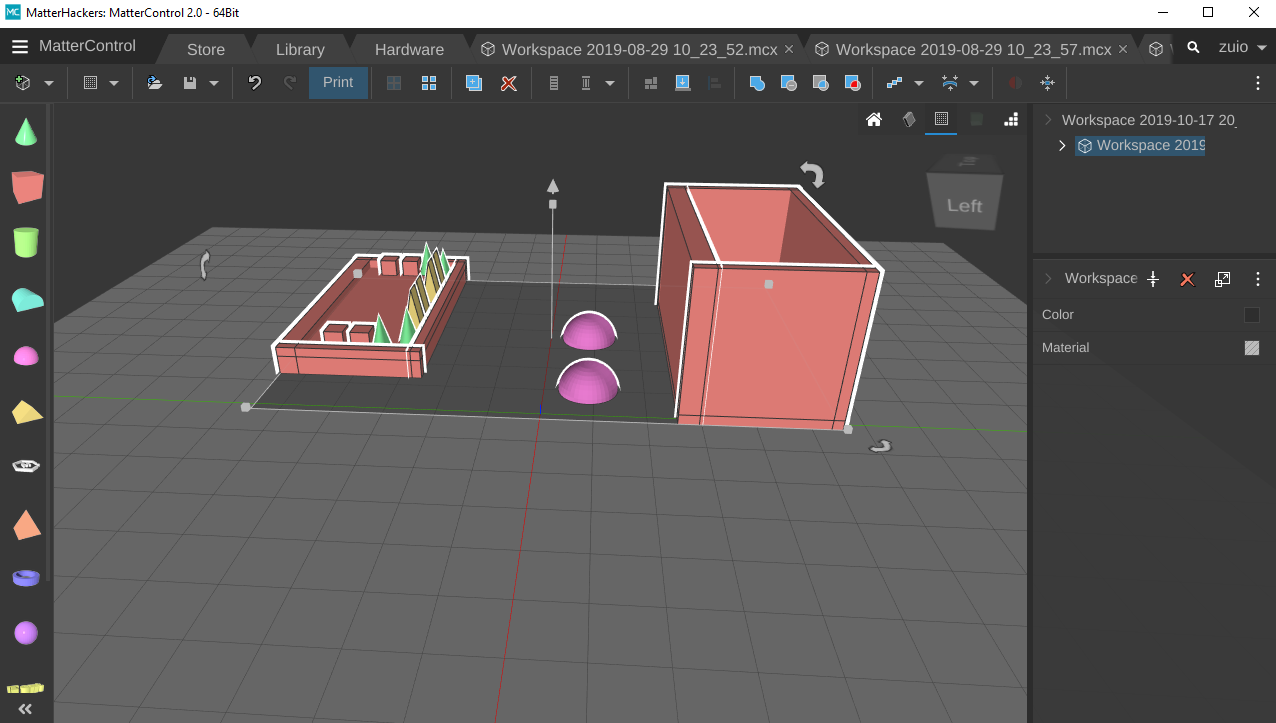 MC MatterHackers: MatterControl 2.0 - 64Bit
MatterControl Store Library Hardware Workspace 2019-08-29 10_23_52.mcx Workspace 2019-08-29 10_23_57.mcx zuio
Print
Workspace 2019-10-17 20_
Workspace 2019
Left
Workspace
Color
Material